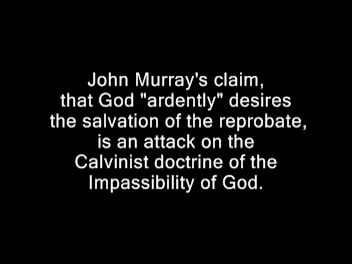 John Murray's claim,
that God "ardently" desires
the salvation of the reprobate,
is an attack on the
Calvinist doctrine of the
Impassibility of God.